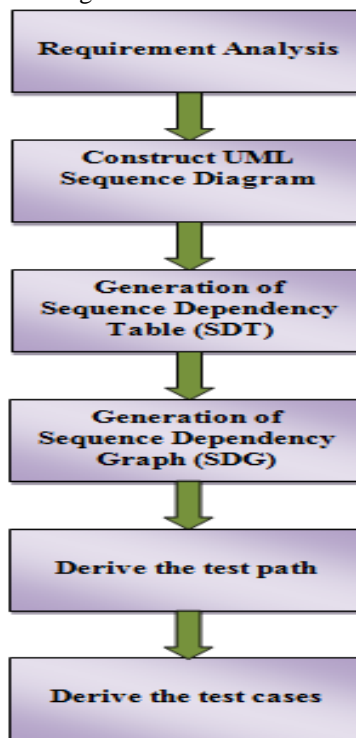 Requirement Analysis
Construct UML
Sequence Diagram
Generation of
Sequence Dependency
Table (SDT)
Generation of
Sequence Dependency
Graph (SDG)
Derive the test path
Derive the test cases